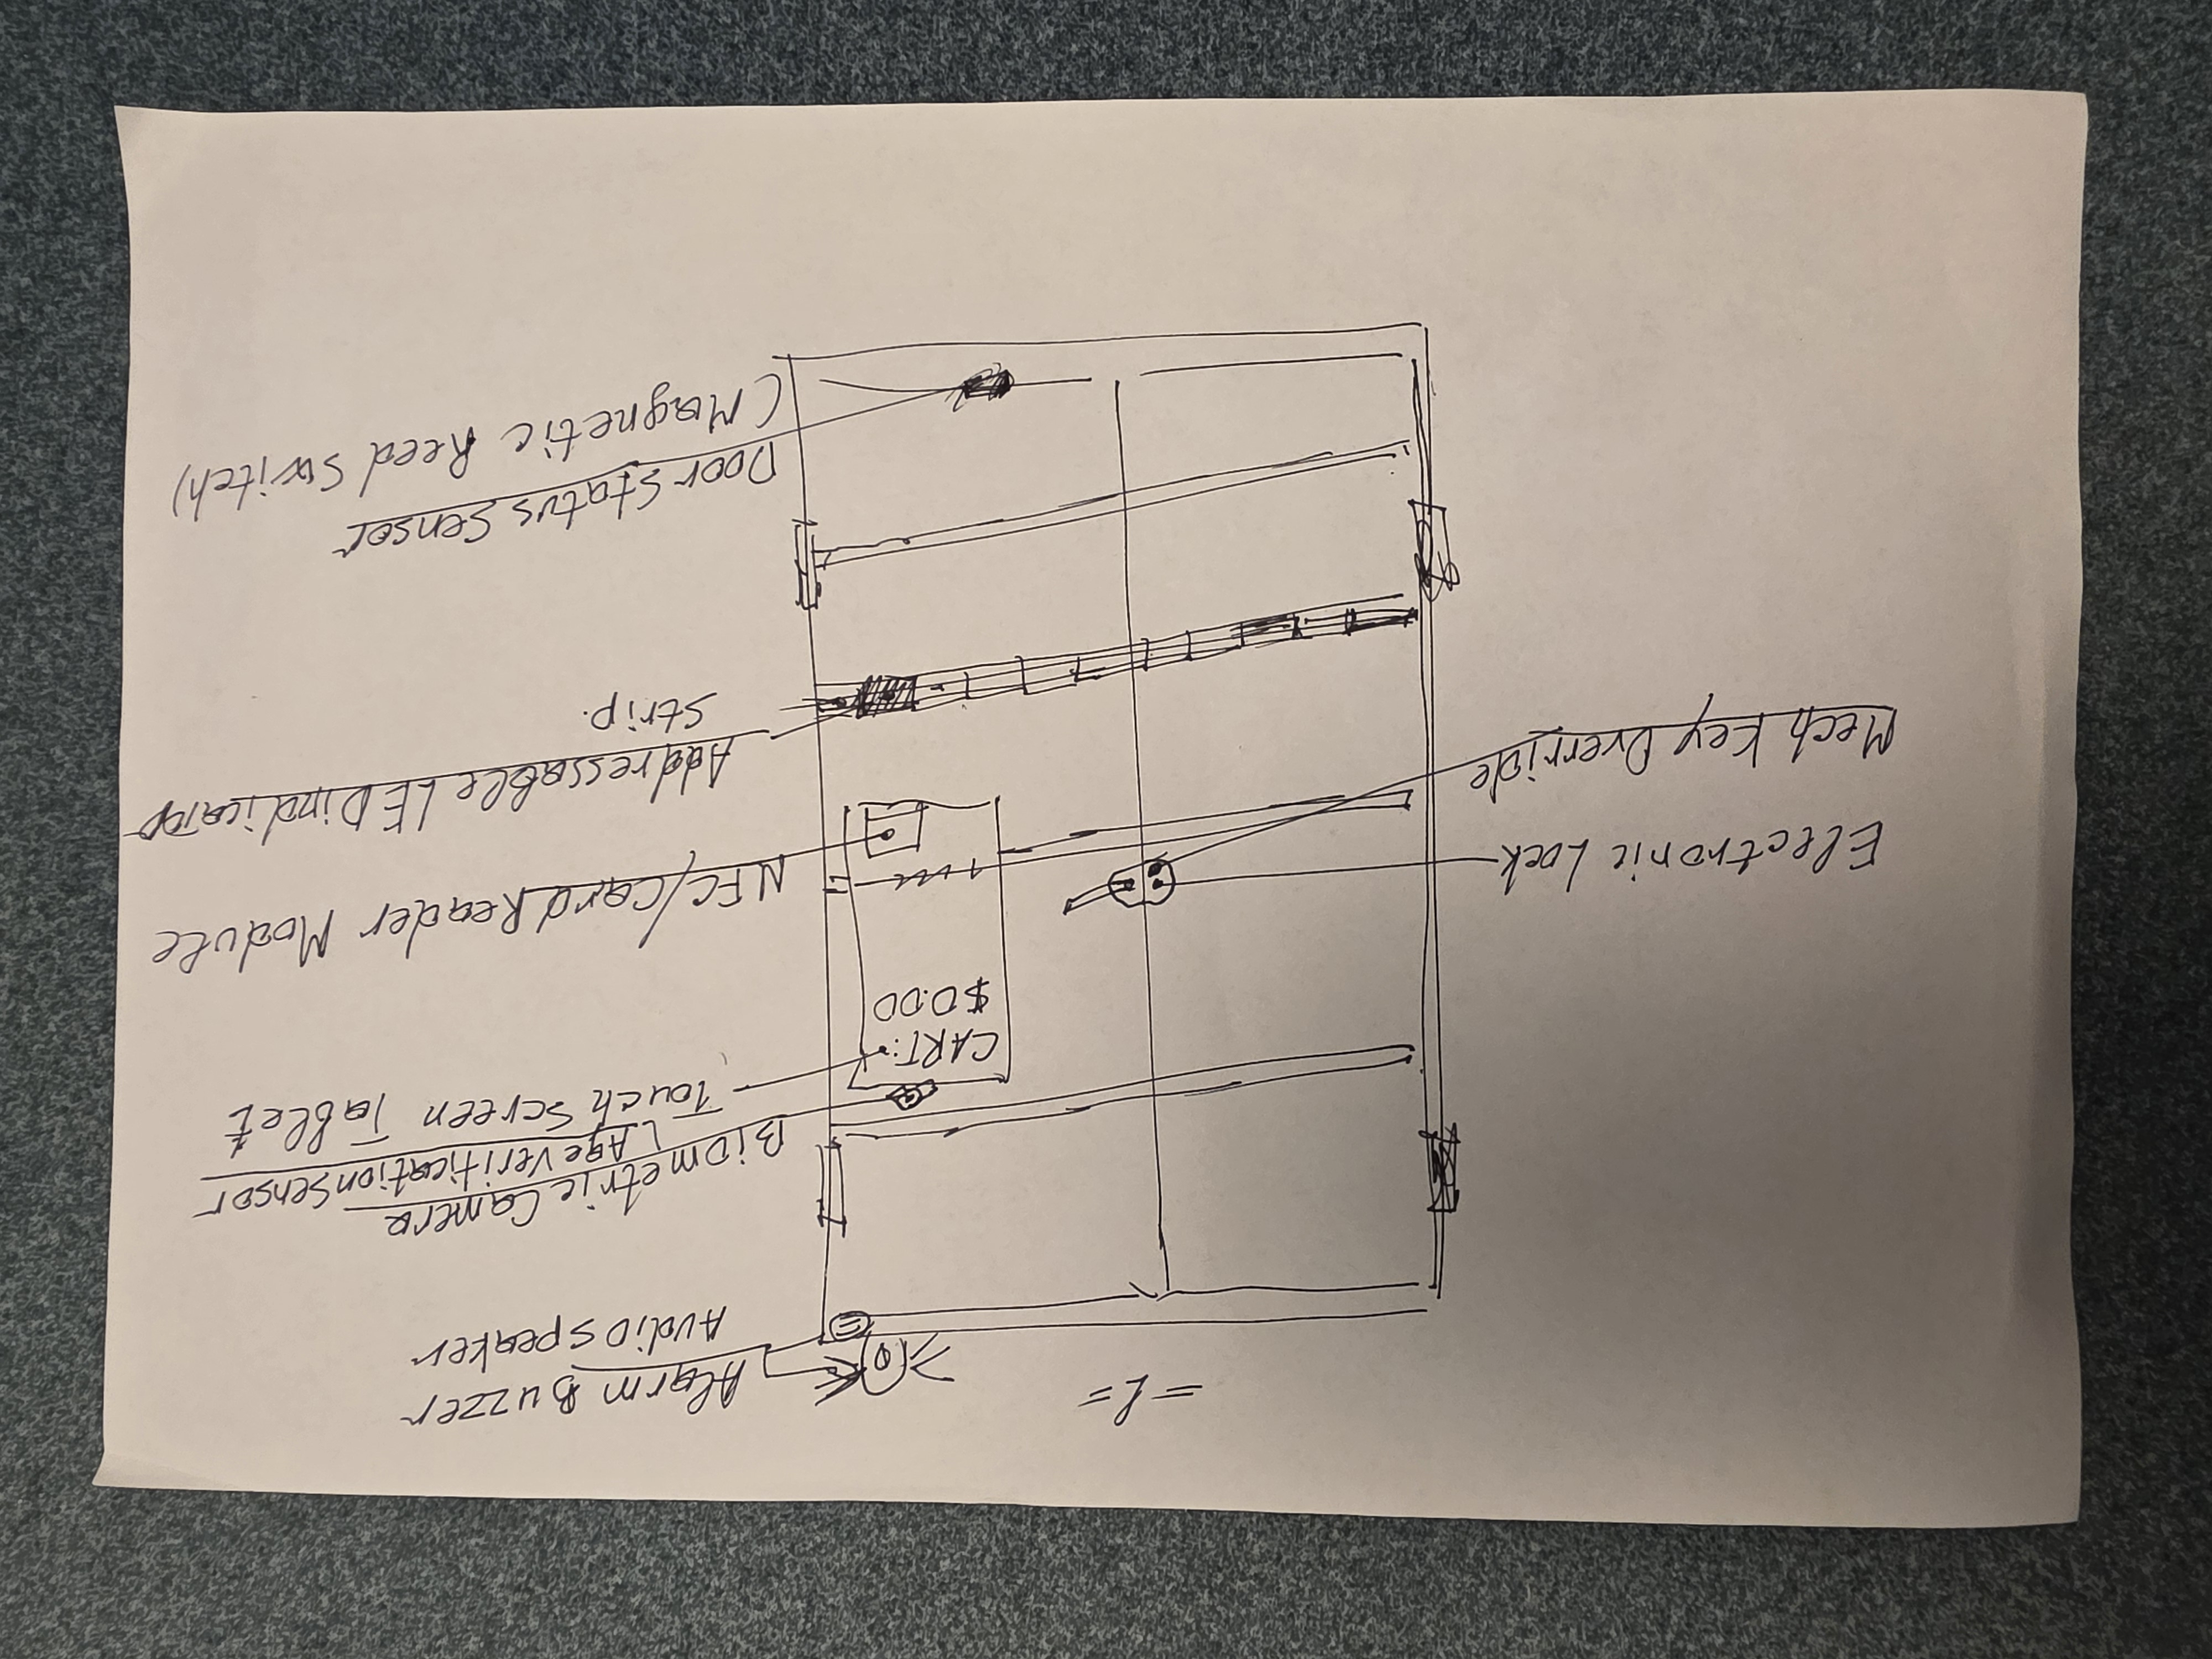 = 1 =
Alarm Buzzer
Audio speaker
Biometric Camera
Age verification sensor
Touch Screen Tablet
CART:
$0.00
NFC/Card Reader Module
Addressable LED indicator
Strip.
Electronic Lock
Mech Key Override
Door Status Sensor
(Magnetic Reed switch)